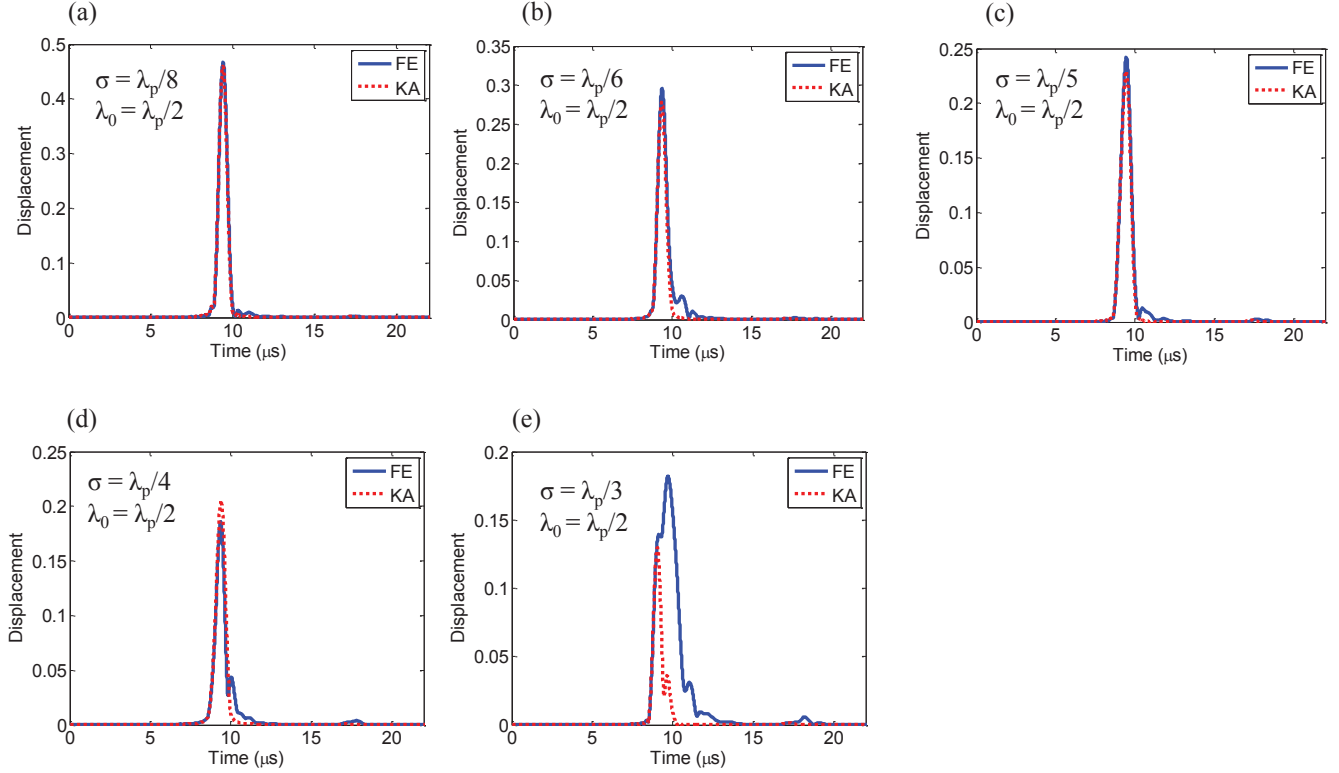 (a)
0.5
0.4
0.3
0.2
0.1
0
Displacement
σ = λp/8
λ0 = λp/2
FE
KA
0 5 10 15 20
Time (μs)
(b)
0.35
0.3
0.25
0.2
0.15
0.1
0.05
0
Displacement
σ = λp/6
λ0 = λp/2
FE
KA
0 5 10 15 20
Time (μs)
(c)
0.25
0.2
0.15
0.1
0.05
0
Displacement
σ = λp/5
λ0 = λp/2
FE
KA
0 5 10 15 20
Time (μs)
(d)
0.25
0.2
0.15
0.1
0.05
0
Displacement
σ = λp/4
λ0 = λp/2
FE
KA
0 5 10 15 20
Time (μs)
(e)
0.2
0.15
0.1
0.05
0
Displacement
σ = λp/3
λ0 = λp/2
FE
KA
0 5 10 15 20
Time (μs)